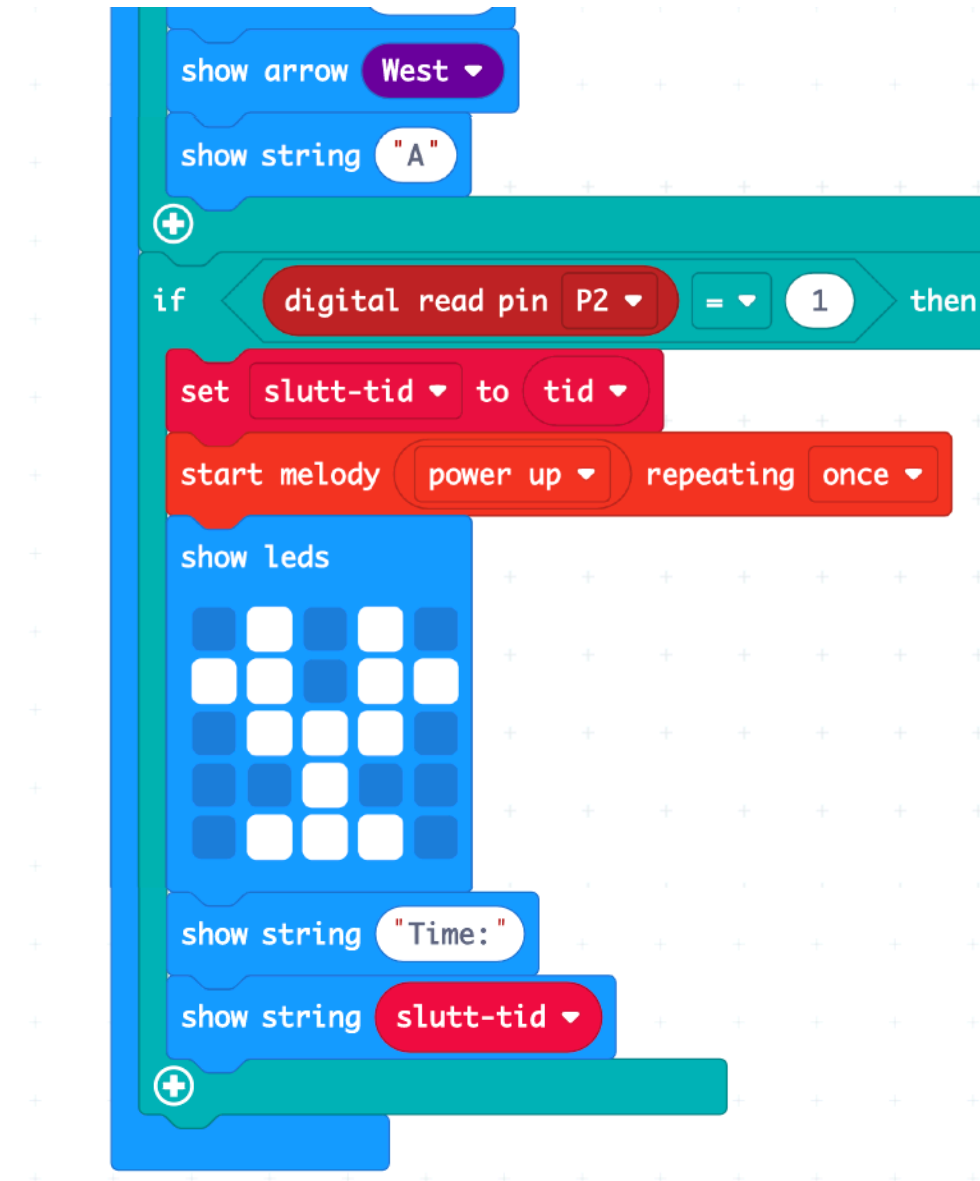 show arrow West
show string "A"
if digital read pin P2 = 1 then
set slutt-tid to tid
start melody power up repeating once
show leds
show string "Time:"
show string slutt-tid